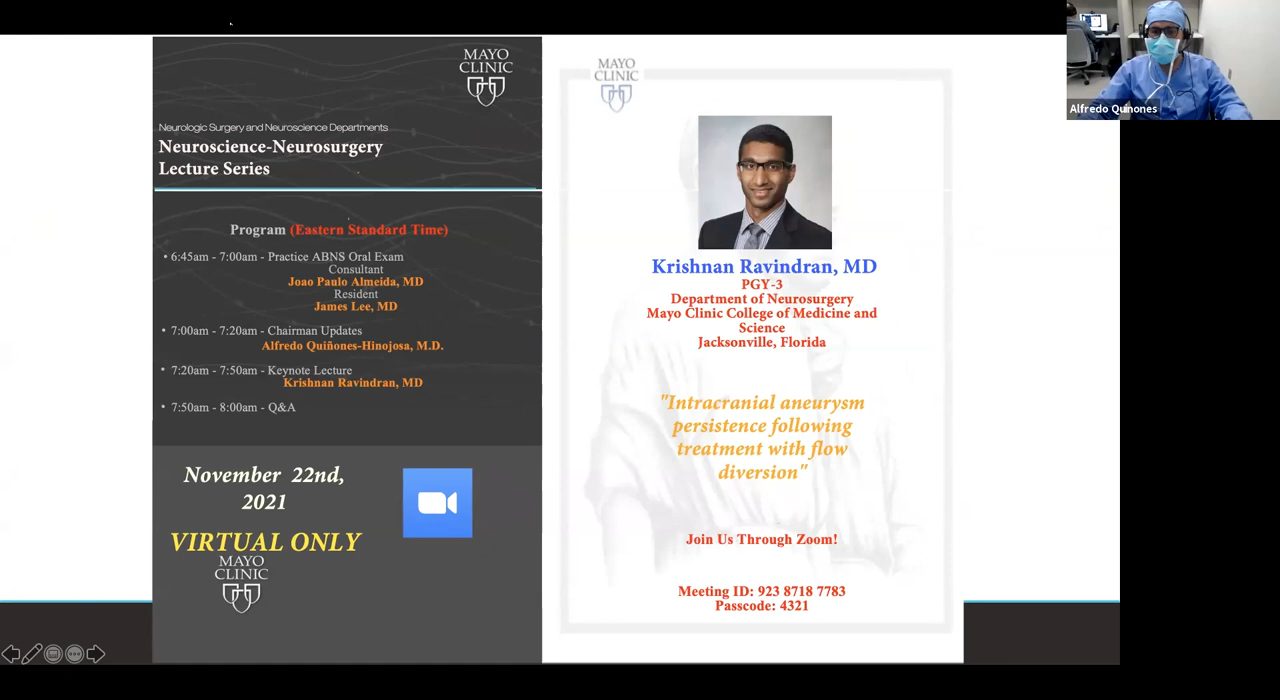 MAYO
CLINIC
Neurologic Surgery and Neuroscience Departments
Neuroscience-Neurosurgery
Lecture Series
Program (Eastern Standard Time)
• 6:45am - 7:00am - Practice ABNS Oral Exam
Consultant
Joao Paulo Almeida, MD
Resident
James Lee, MD
• 7:00am - 7:20am - Chairman Updates
Alfredo Quiñones-Hinojosa, M.D.
• 7:20am - 7:50am - Keynote Lecture
Krishnan Ravindran, MD
• 7:50am - 8:00am - Q&A
November 22nd,
2021
VIRTUAL ONLY
MAYO
CLINIC
MAYO
CLINIC
Krishnan Ravindran, MD
PGY-3
Department of Neurosurgery
Mayo Clinic College of Medicine and
Science
Jacksonville, Florida
"Intracranial aneurysm
persistence following
treatment with flow
diversion"
Join Us Through Zoom!
Meeting ID: 923 8718 7783
Passcode: 4321
Alfredo Quinones